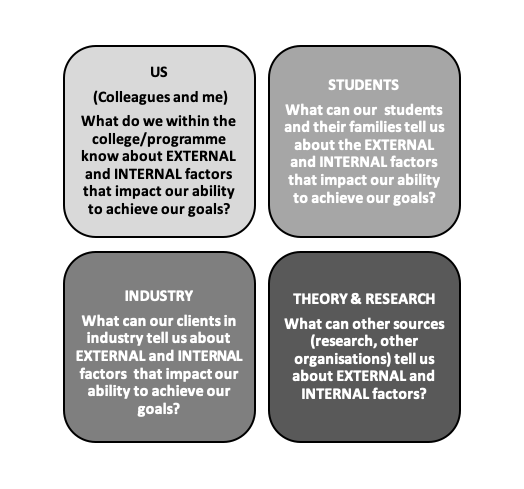 US
(Colleagues and me)
What do we within the
college/programme
know about EXTERNAL
and INTERNAL factors
that impact our ability
to achieve our goals?
STUDENTS
What can our students
and their families tell us
about the EXTERNAL
and INTERNAL factors
that impact our ability
to achieve our goals?
INDUSTRY
What can our clients in
industry tell us about
EXTERNAL and INTERNAL
factors that impact our
ability to achieve our
goals?
THEORY & RESEARCH
What can other sources
(research, other
organisations) tell us
about EXTERNAL and
INTERNAL factors?